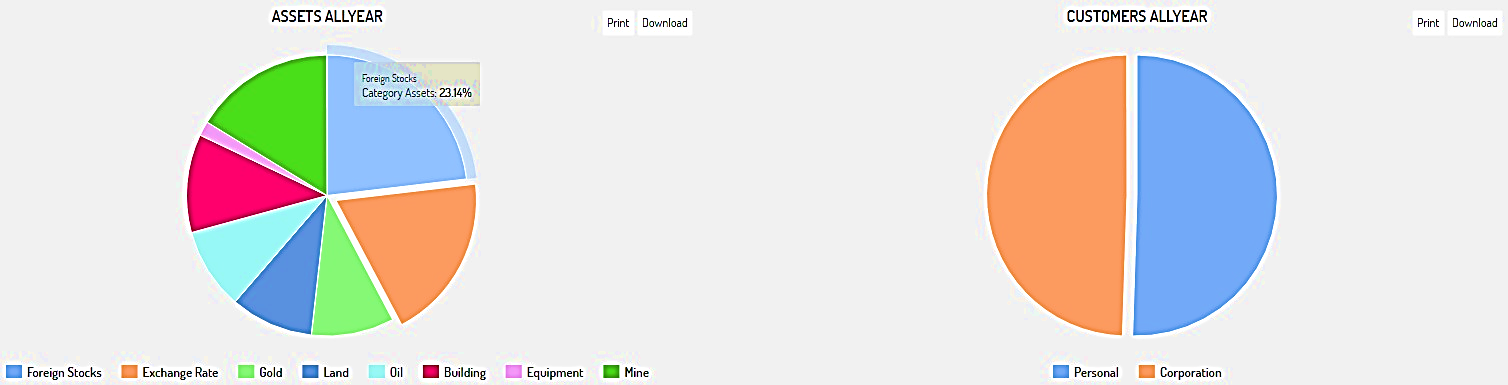 ASSETS ALLYEAR
Print Download
Foreign Stocks
Category Assets: 23.14%
Foreign Stocks Exchange Rate Gold Land Oil Building Equipment Mine
CUSTOMERS ALLYEAR
Print Download
Personal Corporation